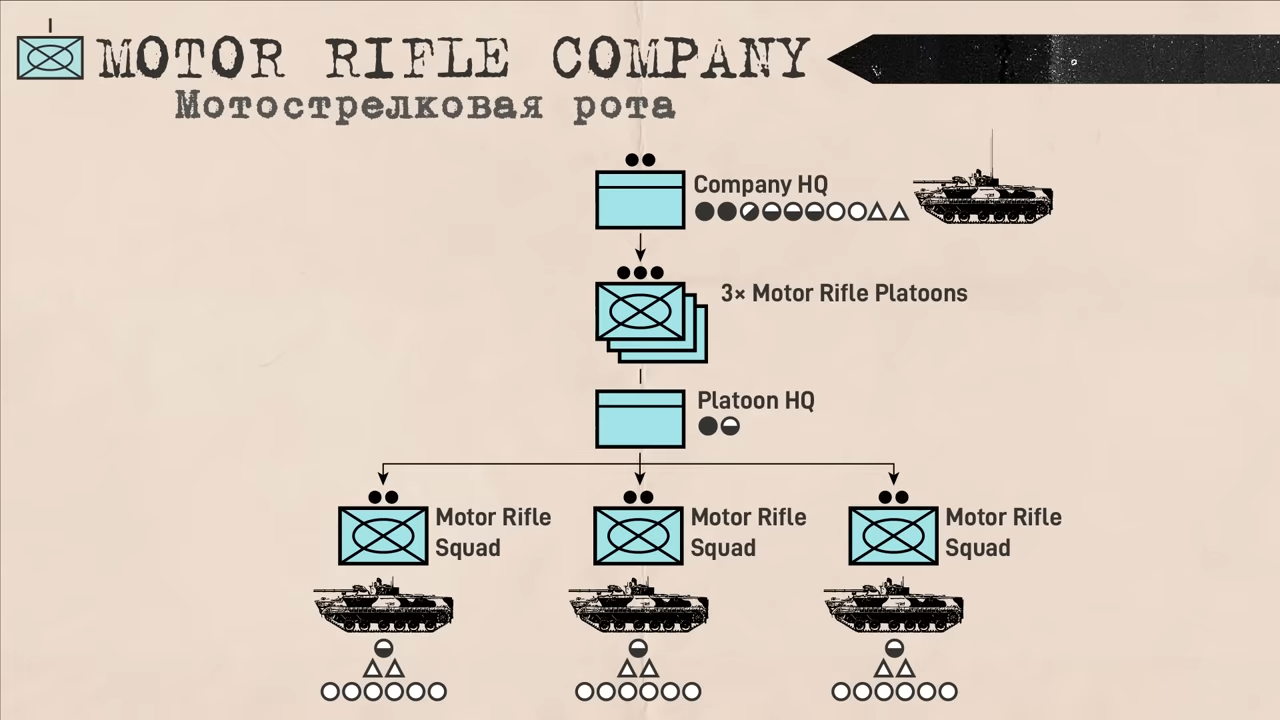 MOTOR RIFLE COMPANY
Мотострелковая рота
Company HQ
3× Motor Rifle Platoons
Platoon HQ
Motor Rifle
Squad
Motor Rifle
Squad
Motor Rifle
Squad